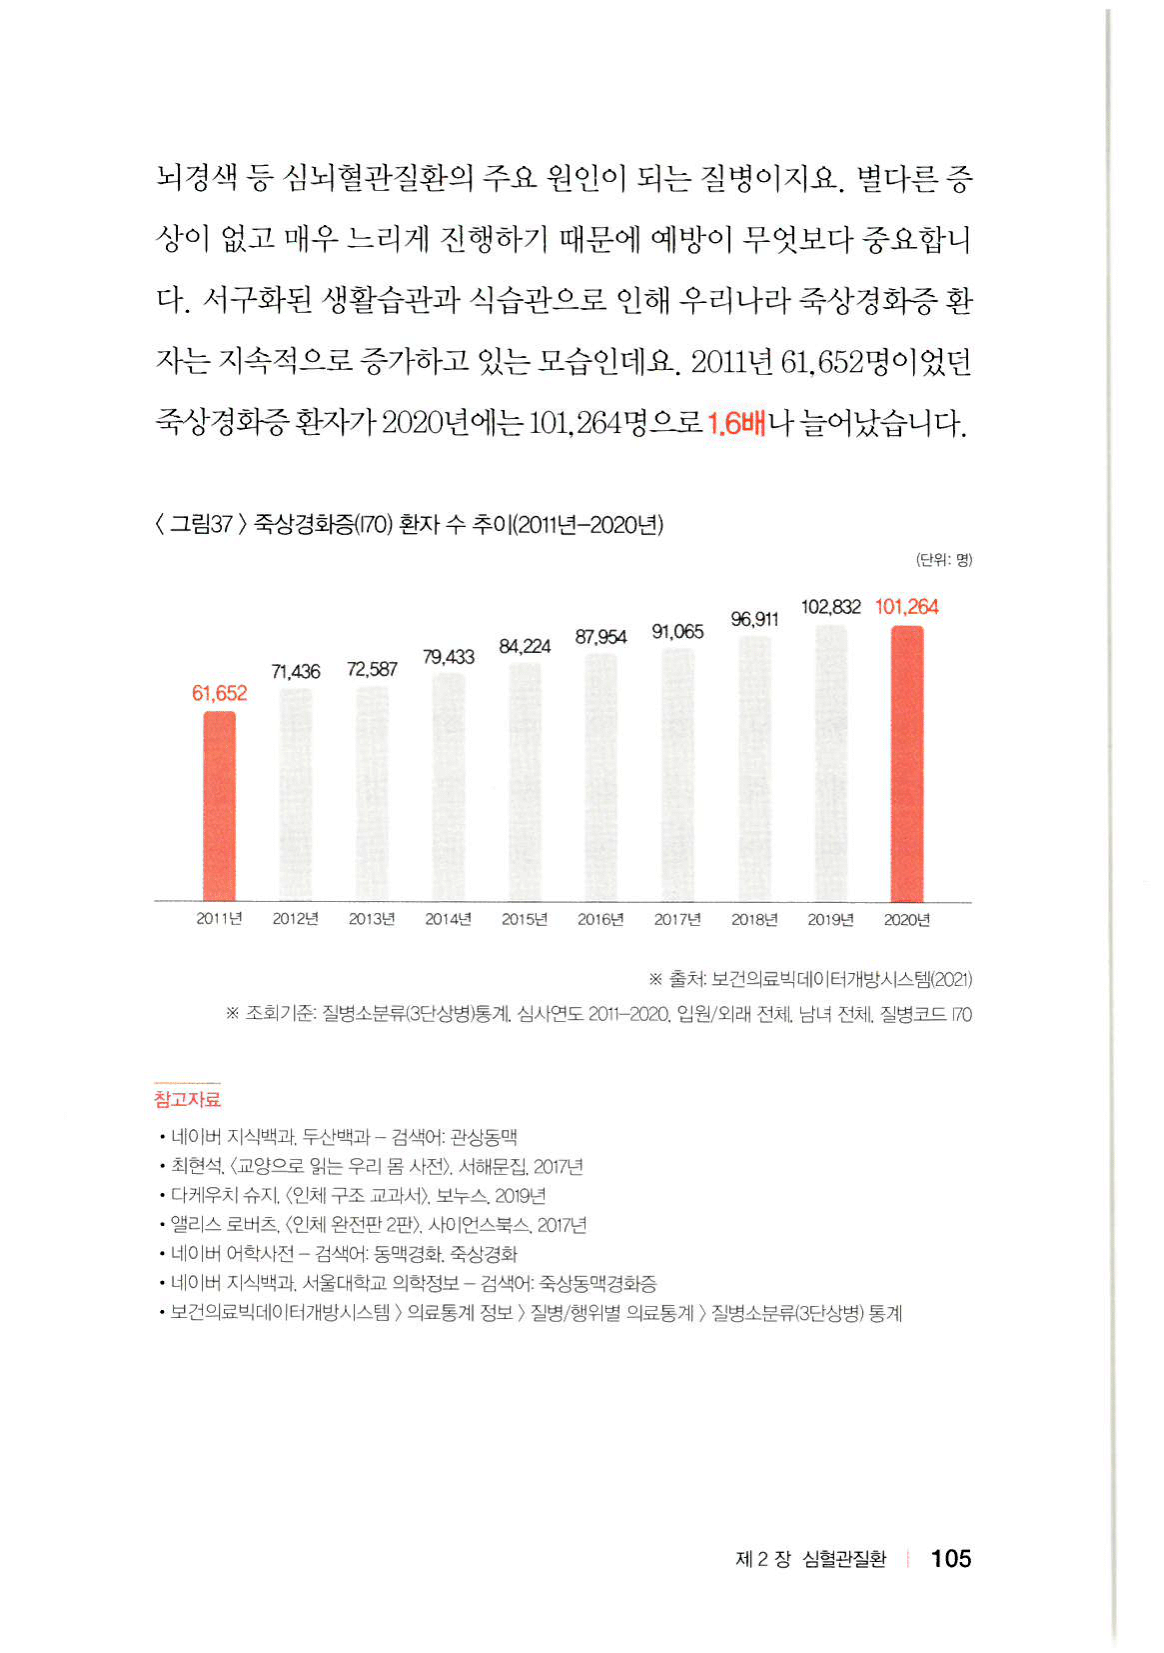 뇌경색 등 심뇌혈관질환의 주요 원인이 되는 질병이지요. 별다른 증
상이 없고 매우 느리게 진행하기 때문에 예방이 무엇보다 중요합니
다. 서구화된 생활습관과 식습관으로 인해 우리나라 죽상경화증 환
자는 지속적으로 증가하고 있는 모습인데요. 2011년 61,652명이었던
죽상경화증 환자가 2020년에는 101,264명으로 1.6배나 늘어났습니다.
〈 그림37 〉 죽상경화증(I70) 환자 수 추이(2011년-2020년)
(단위: 명)
61,652 71,436 72,587 79,433 84,224 87,954 91,065 96,911 102,832 101,264
2011년 2012년 2013년 2014년 2015년 2016년 2017년 2018년 2019년 2020년
※ 출처: 보건의료빅데이터개방시스템(2021)
※ 조회기준: 질병소분류(3단상병)통계, 심사연도 2011-2020, 입원/외래 전체, 남녀 전체, 질병코드 I70
참고자료
• 네이버 지식백과, 두산백과 – 검색어: 관상동맥
• 최현석, 〈교양으로 읽는 우리 몸 사전〉, 서해문집, 2017년
• 다케우치 슈지, 〈인체 구조 교과서〉, 보누스, 2019년
• 앨리스 로버츠, 〈인체 완전판 2판〉, 사이언스북스, 2017년
• 네이버 어학사전 – 검색어: 동맥경화, 죽상경화
• 네이버 지식백과, 서울대학교 의학정보 – 검색어: 죽상동맥경화증
• 보건의료빅데이터개방시스템 〉 의료통계 정보 〉 질병/행위별 의료통계 〉 질병소분류(3단상병) 통계
제 2 장 심혈관질환 | 105